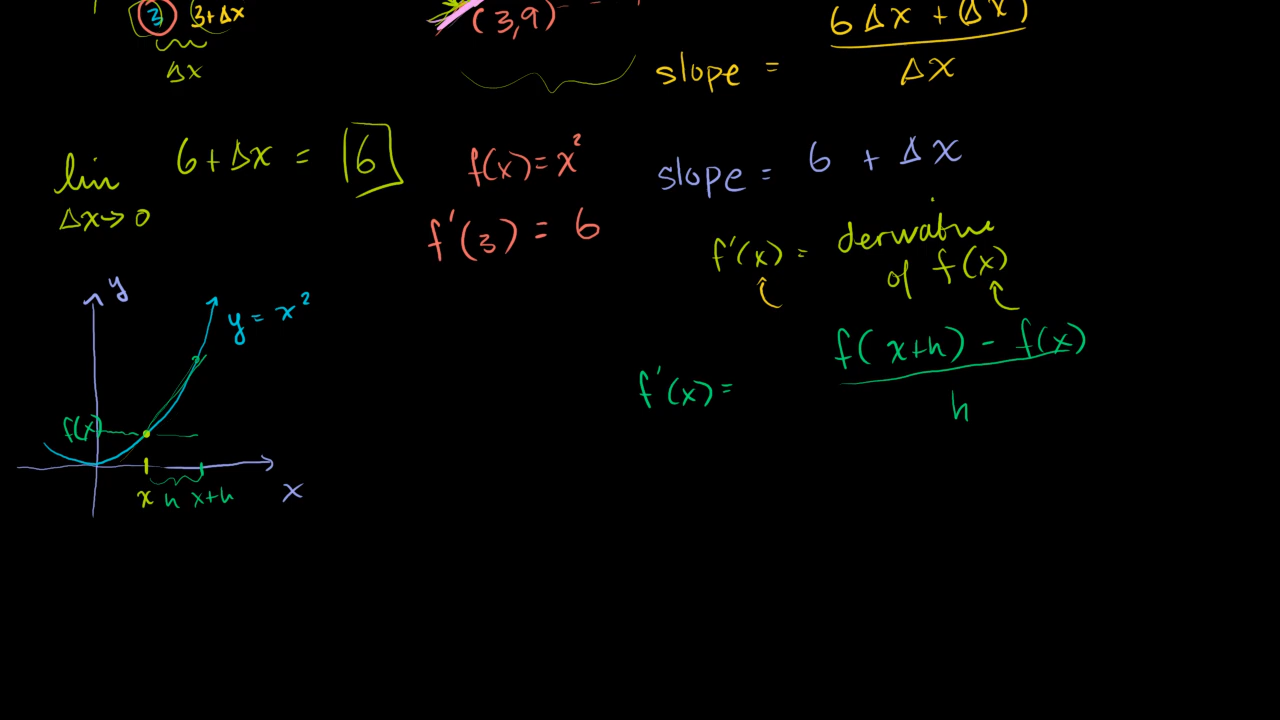 3 3+Δx
Δx
(3,9)
6Δx + (Δx)
slope = Δx
lim 6+Δx = 6
Δx→0
f(x)=x²
f'(3) = 6
slope = 6 + Δx
f'(x) = derivative
of f(x)
f'(x)= f(x+h) - f(x)
h
y
y = x²
f(x)
x h x+h
x